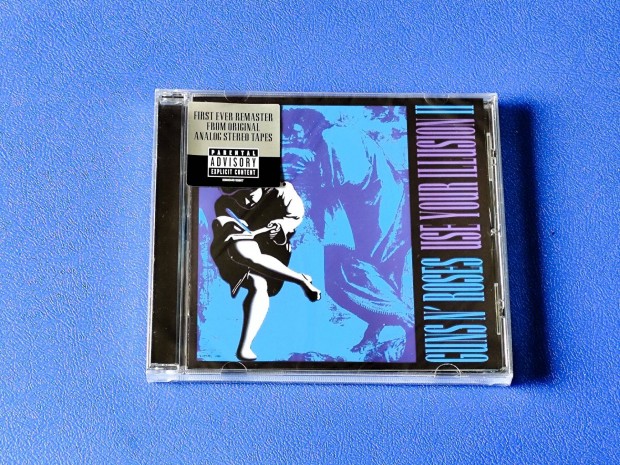 FIRST EVER REMASTER
FROM ORIGINAL
ANALOG STEREO TAPES
PARENTAL
ADVISORY
EXPLICIT CONTENT
GUNS N' ROSES USE YOUR ILLUSION II